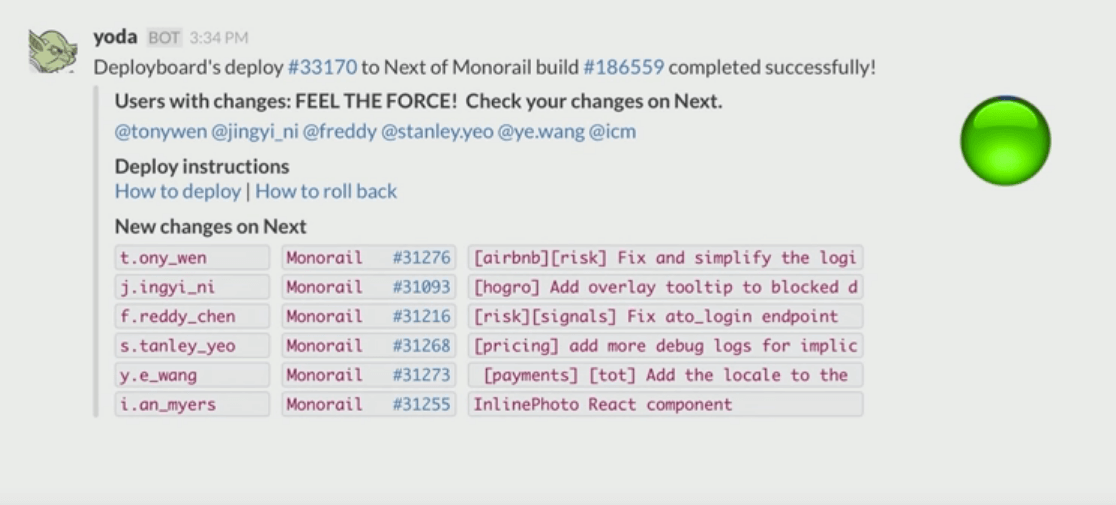 yoda BOT 3:34 PM
Deployboard's deploy #33170 to Next of Monorail build #186559 completed successfully!
Users with changes: FEEL THE FORCE! Check your changes on Next.
@tonywen @jingyi_ni @freddy @stanley.yeo @ye.wang @icm
Deploy instructions
How to deploy | How to roll back
New changes on Next
t.ony_wen Monorail #31276 [airbnb][risk] Fix and simplify the logi
j.ingyi_ni Monorail #31093 [hogro] Add overlay tooltip to blocked d
f.reddy_chen Monorail #31216 [risk][signals] Fix ato_login endpoint
s.tanley_yeo Monorail #31268 [pricing] add more debug logs for implic
y.e_wang Monorail #31273 [payments] [tot] Add the locale to the
i.an_myers Monorail #31255 InlinePhoto React component